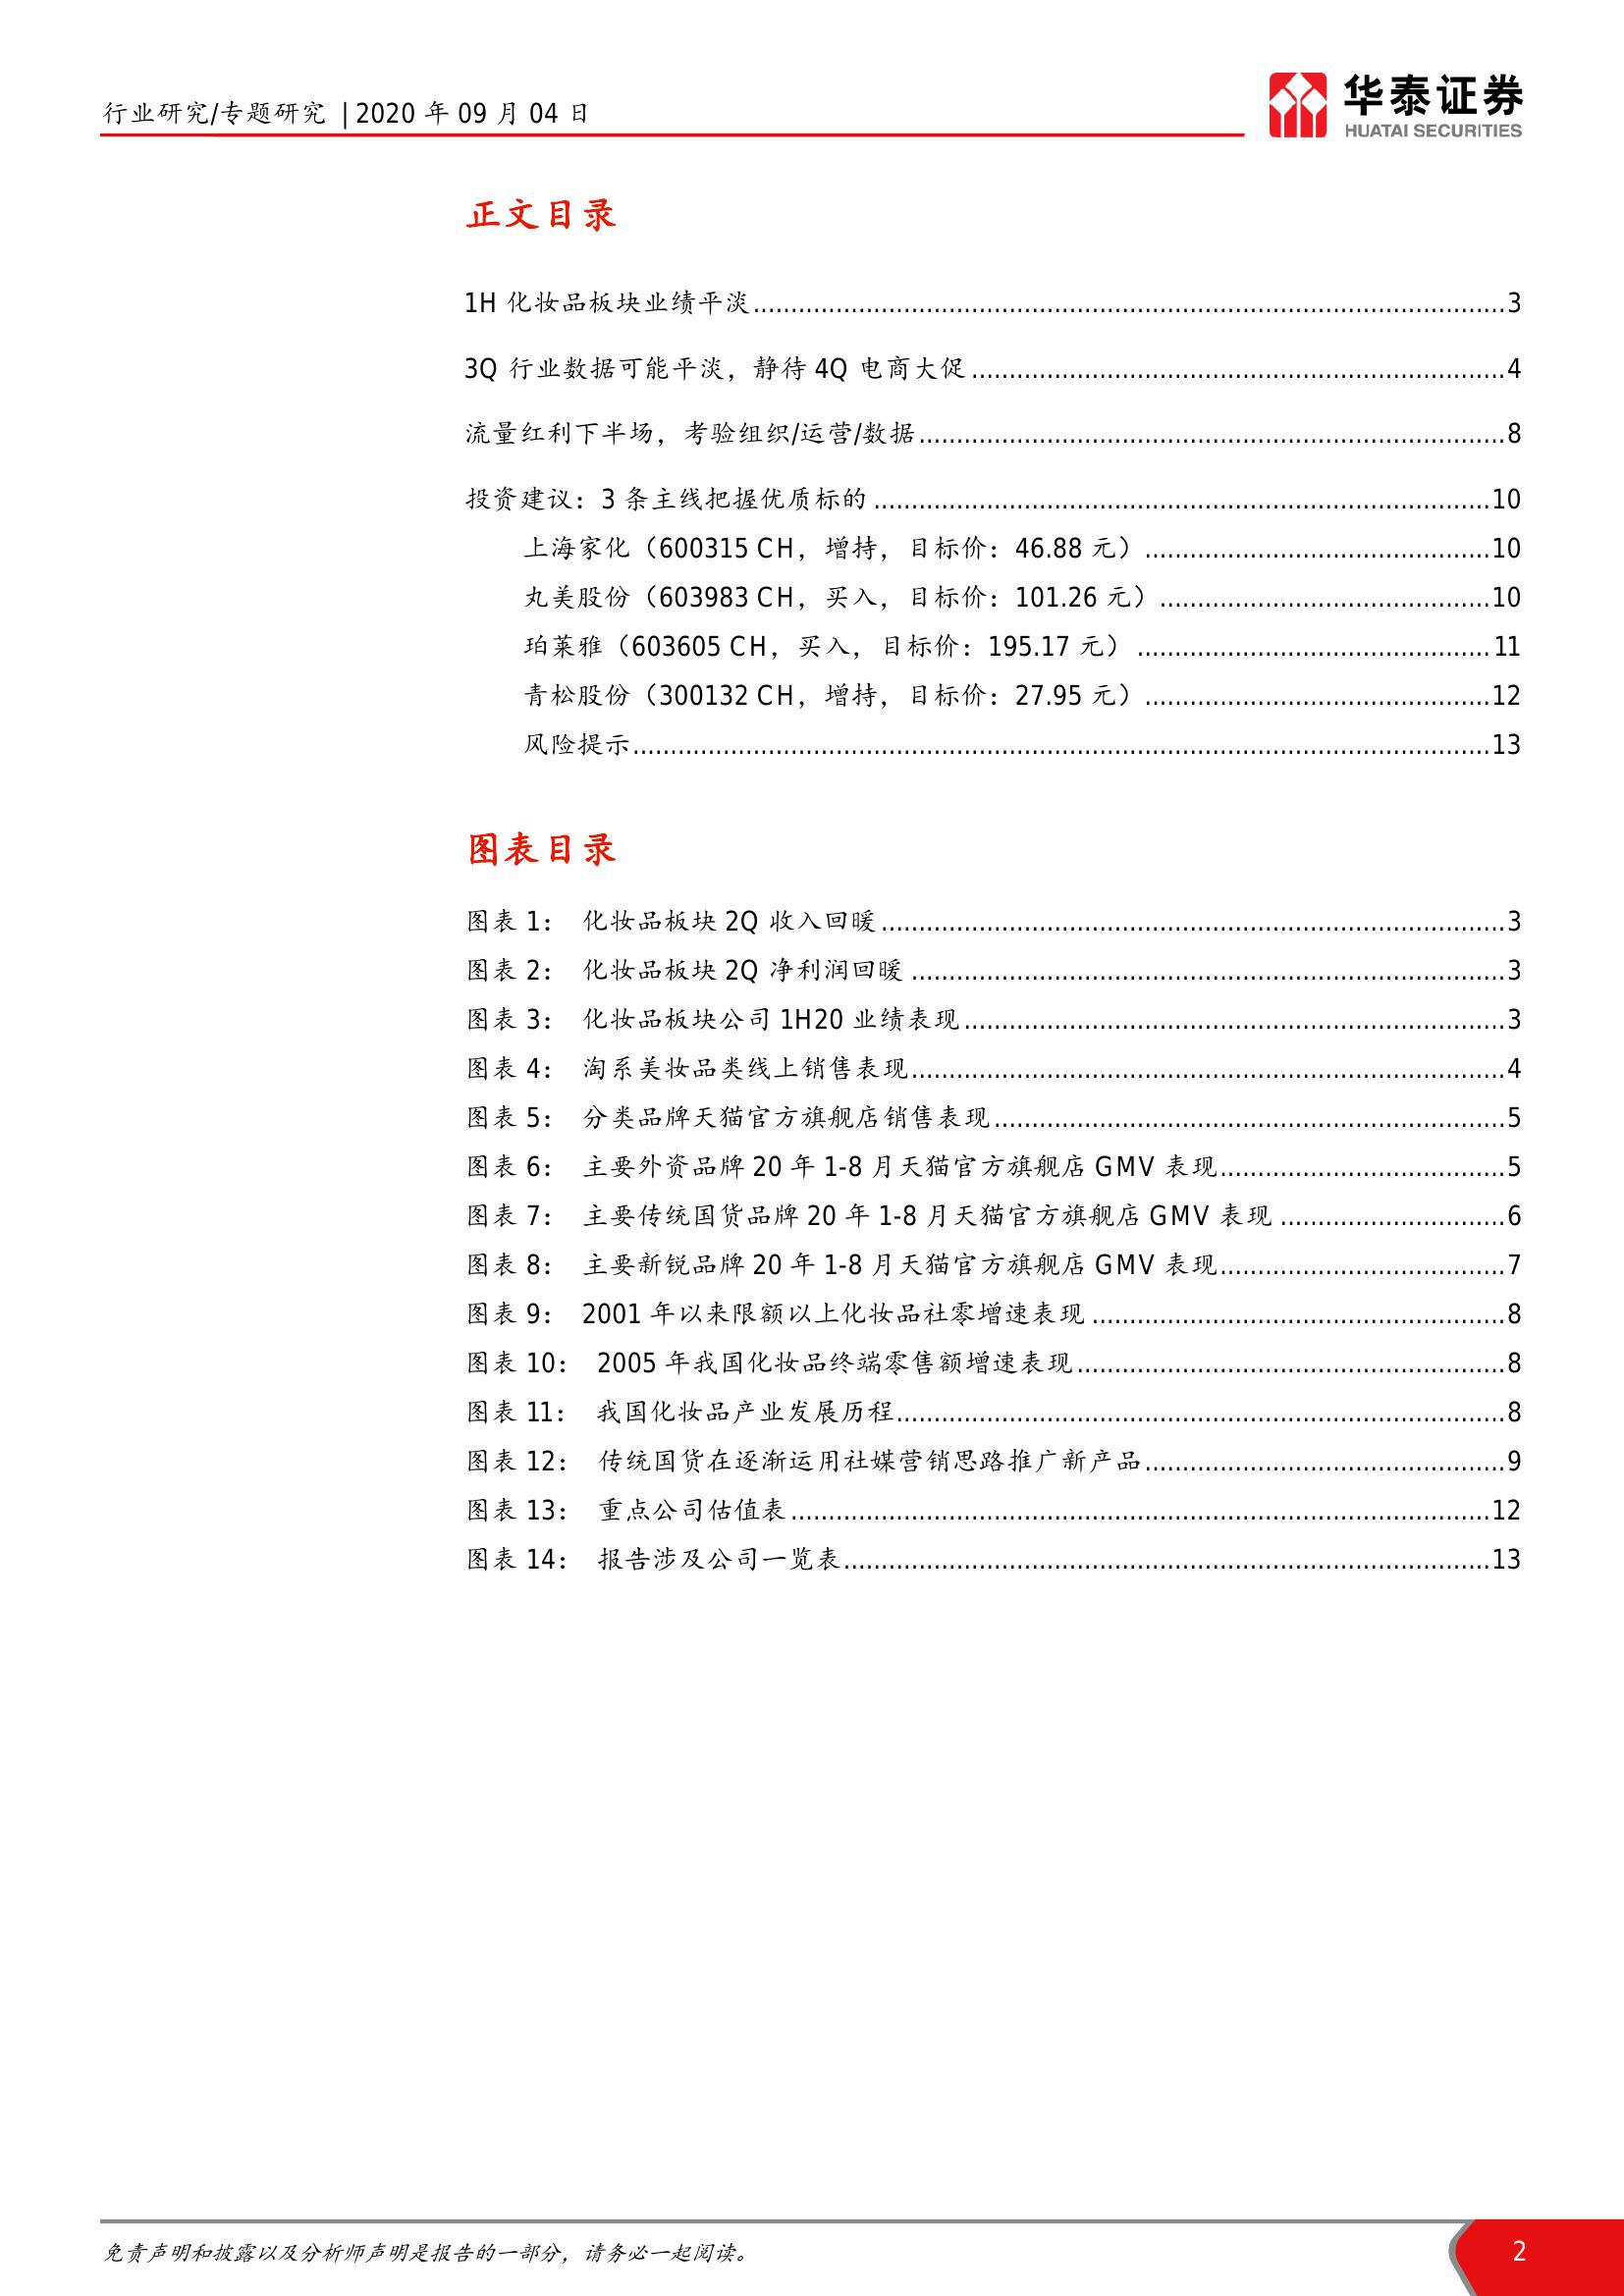 行业研究/专题研究 | 2020 年 09 月 04 日
华泰证券
HUATAI SECURITIES
正文目录
1H 化妆品板块业绩平淡 3
3Q 行业数据可能平淡，静待 4Q 电商大促 4
流量红利下半场，考验组织/运营/数据 8
投资建议：3 条主线把握优质标的 10
上海家化（600315 CH，增持，目标价：46.88 元） 10
丸美股份（603983 CH，买入，目标价：101.26 元） 10
珀莱雅（603605 CH，买入，目标价：195.17 元） 11
青松股份（300132 CH，增持，目标价：27.95 元） 12
风险提示 13
图表目录
图表 1： 化妆品板块 2Q 收入回暖 3
图表 2： 化妆品板块 2Q 净利润回暖 3
图表 3： 化妆品板块公司 1H20 业绩表现 3
图表 4： 淘系美妆品类线上销售表现 4
图表 5： 分类品牌天猫官方旗舰店销售表现 5
图表 6： 主要外资品牌 20 年 1-8 月天猫官方旗舰店 GMV 表现 5
图表 7： 主要传统国货品牌 20 年 1-8 月天猫官方旗舰店 GMV 表现 6
图表 8： 主要新锐品牌 20 年 1-8 月天猫官方旗舰店 GMV 表现 7
图表 9： 2001 年以来限额以上化妆品社零增速表现 8
图表 10： 2005 年我国化妆品终端零售额增速表现 8
图表 11： 我国化妆品产业发展历程 8
图表 12： 传统国货在逐渐运用社媒营销思路推广新产品 9
图表 13： 重点公司估值表 12
图表 14： 报告涉及公司一览表 13
免责声明和披露以及分析师声明是报告的一部分，请务必一起阅读。
2